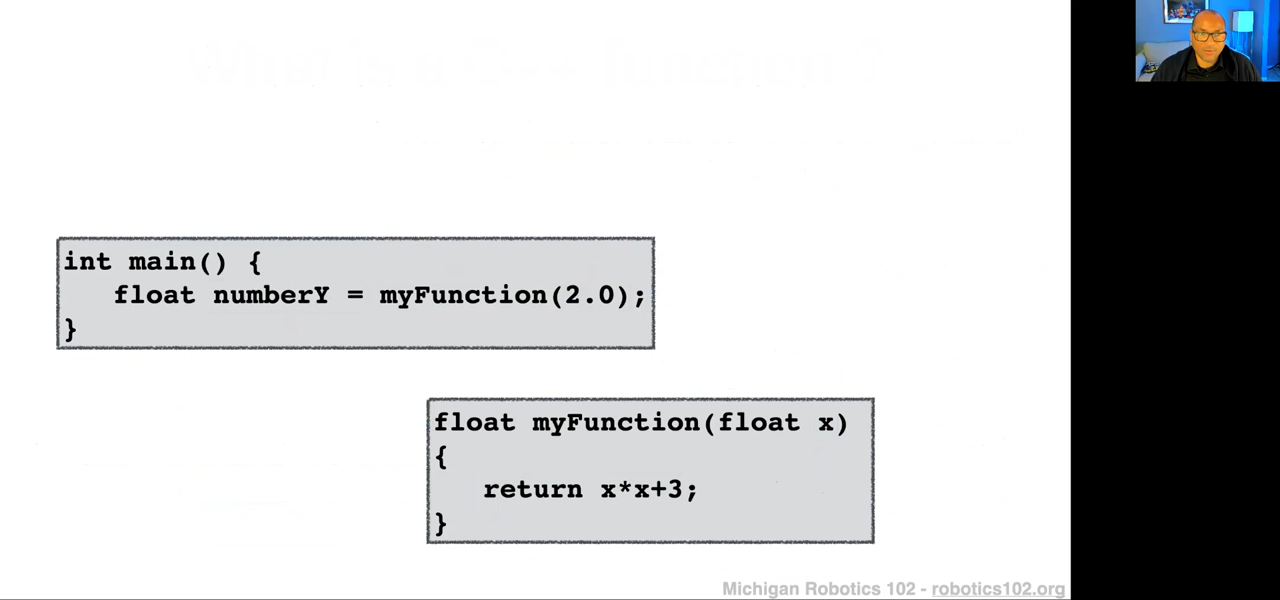 int main() {
float numberY = myFunction(2.0);
}
float myFunction(float x)
{
return x*x+3;
}
Michigan Robotics 102 - robotics102.org